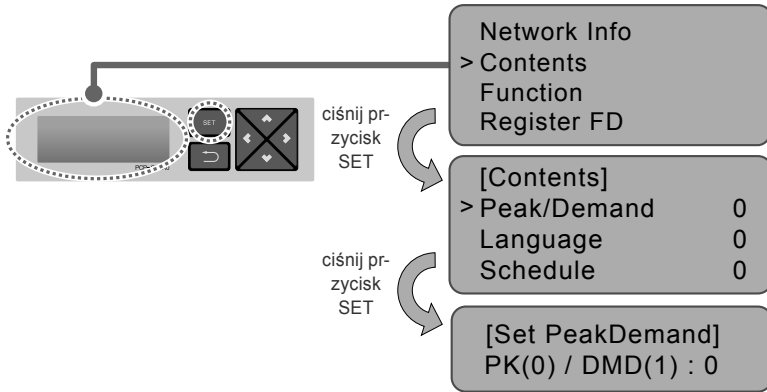 Network Info
> Contents
Function
Register FD
SET
ciśnij pr-
zycisk
SET
[Contents]
> Peak/Demand 0
Language 0
Schedule 0
ciśnij pr-
zycisk
SET
[Set PeakDemand]
PK(0) / DMD(1) : 0